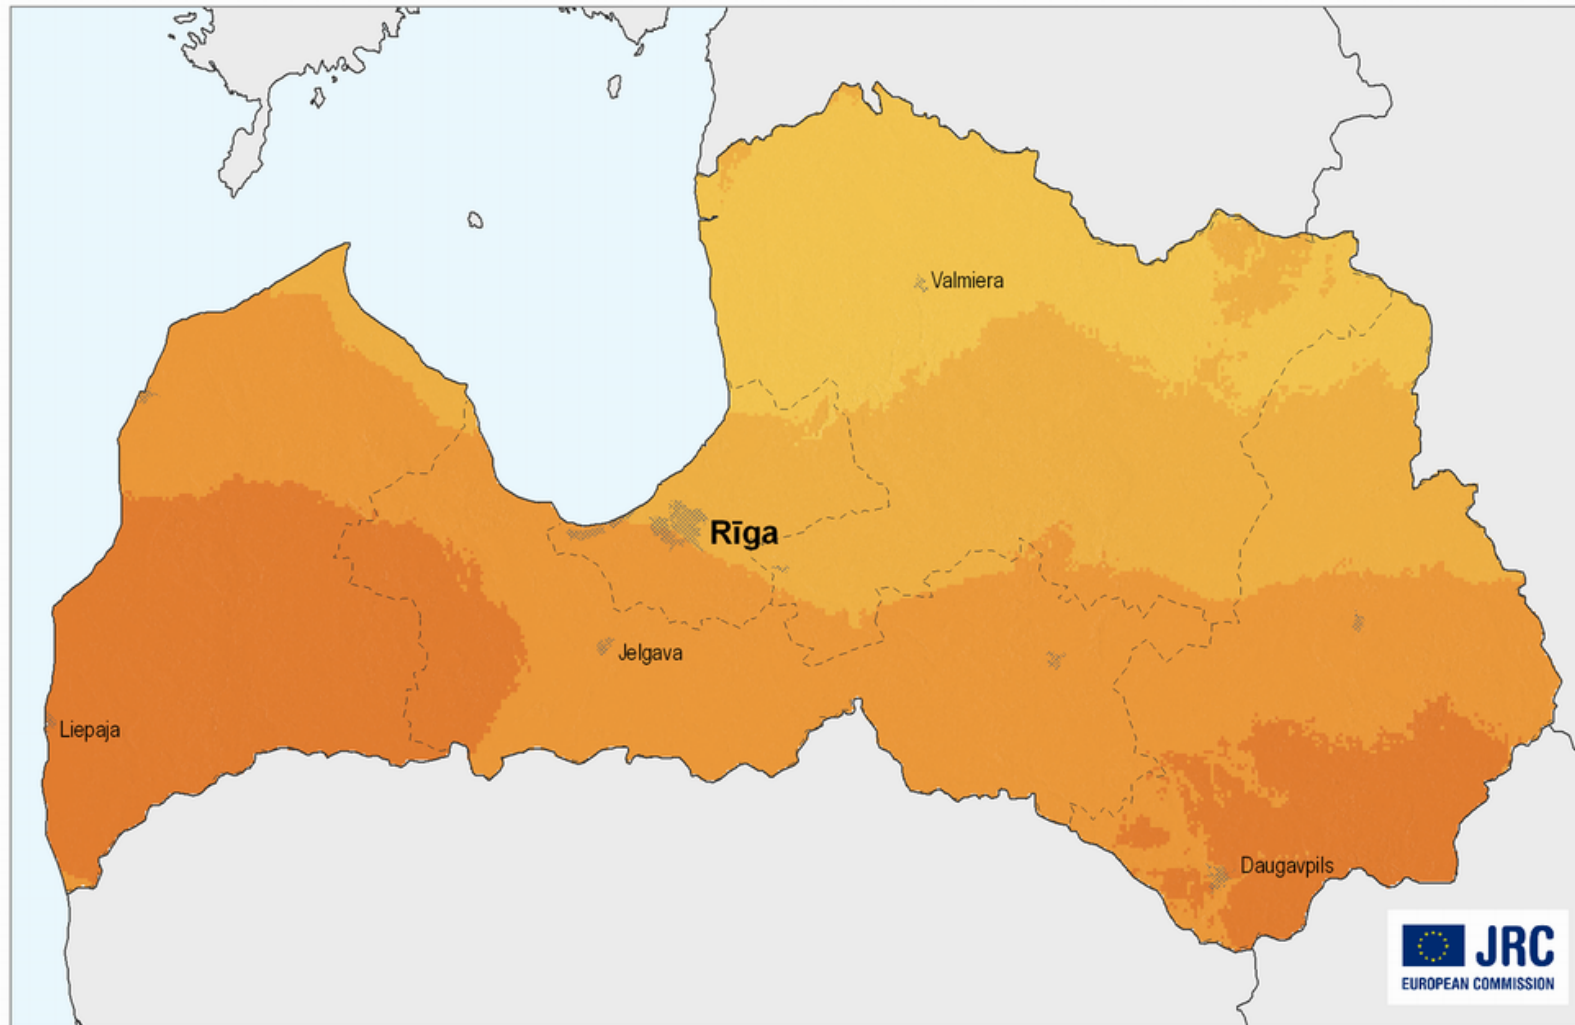 Valmiera
Rīga
Jelgava
Liepaja
Daugavpils
JRC
EUROPEAN COMMISSION